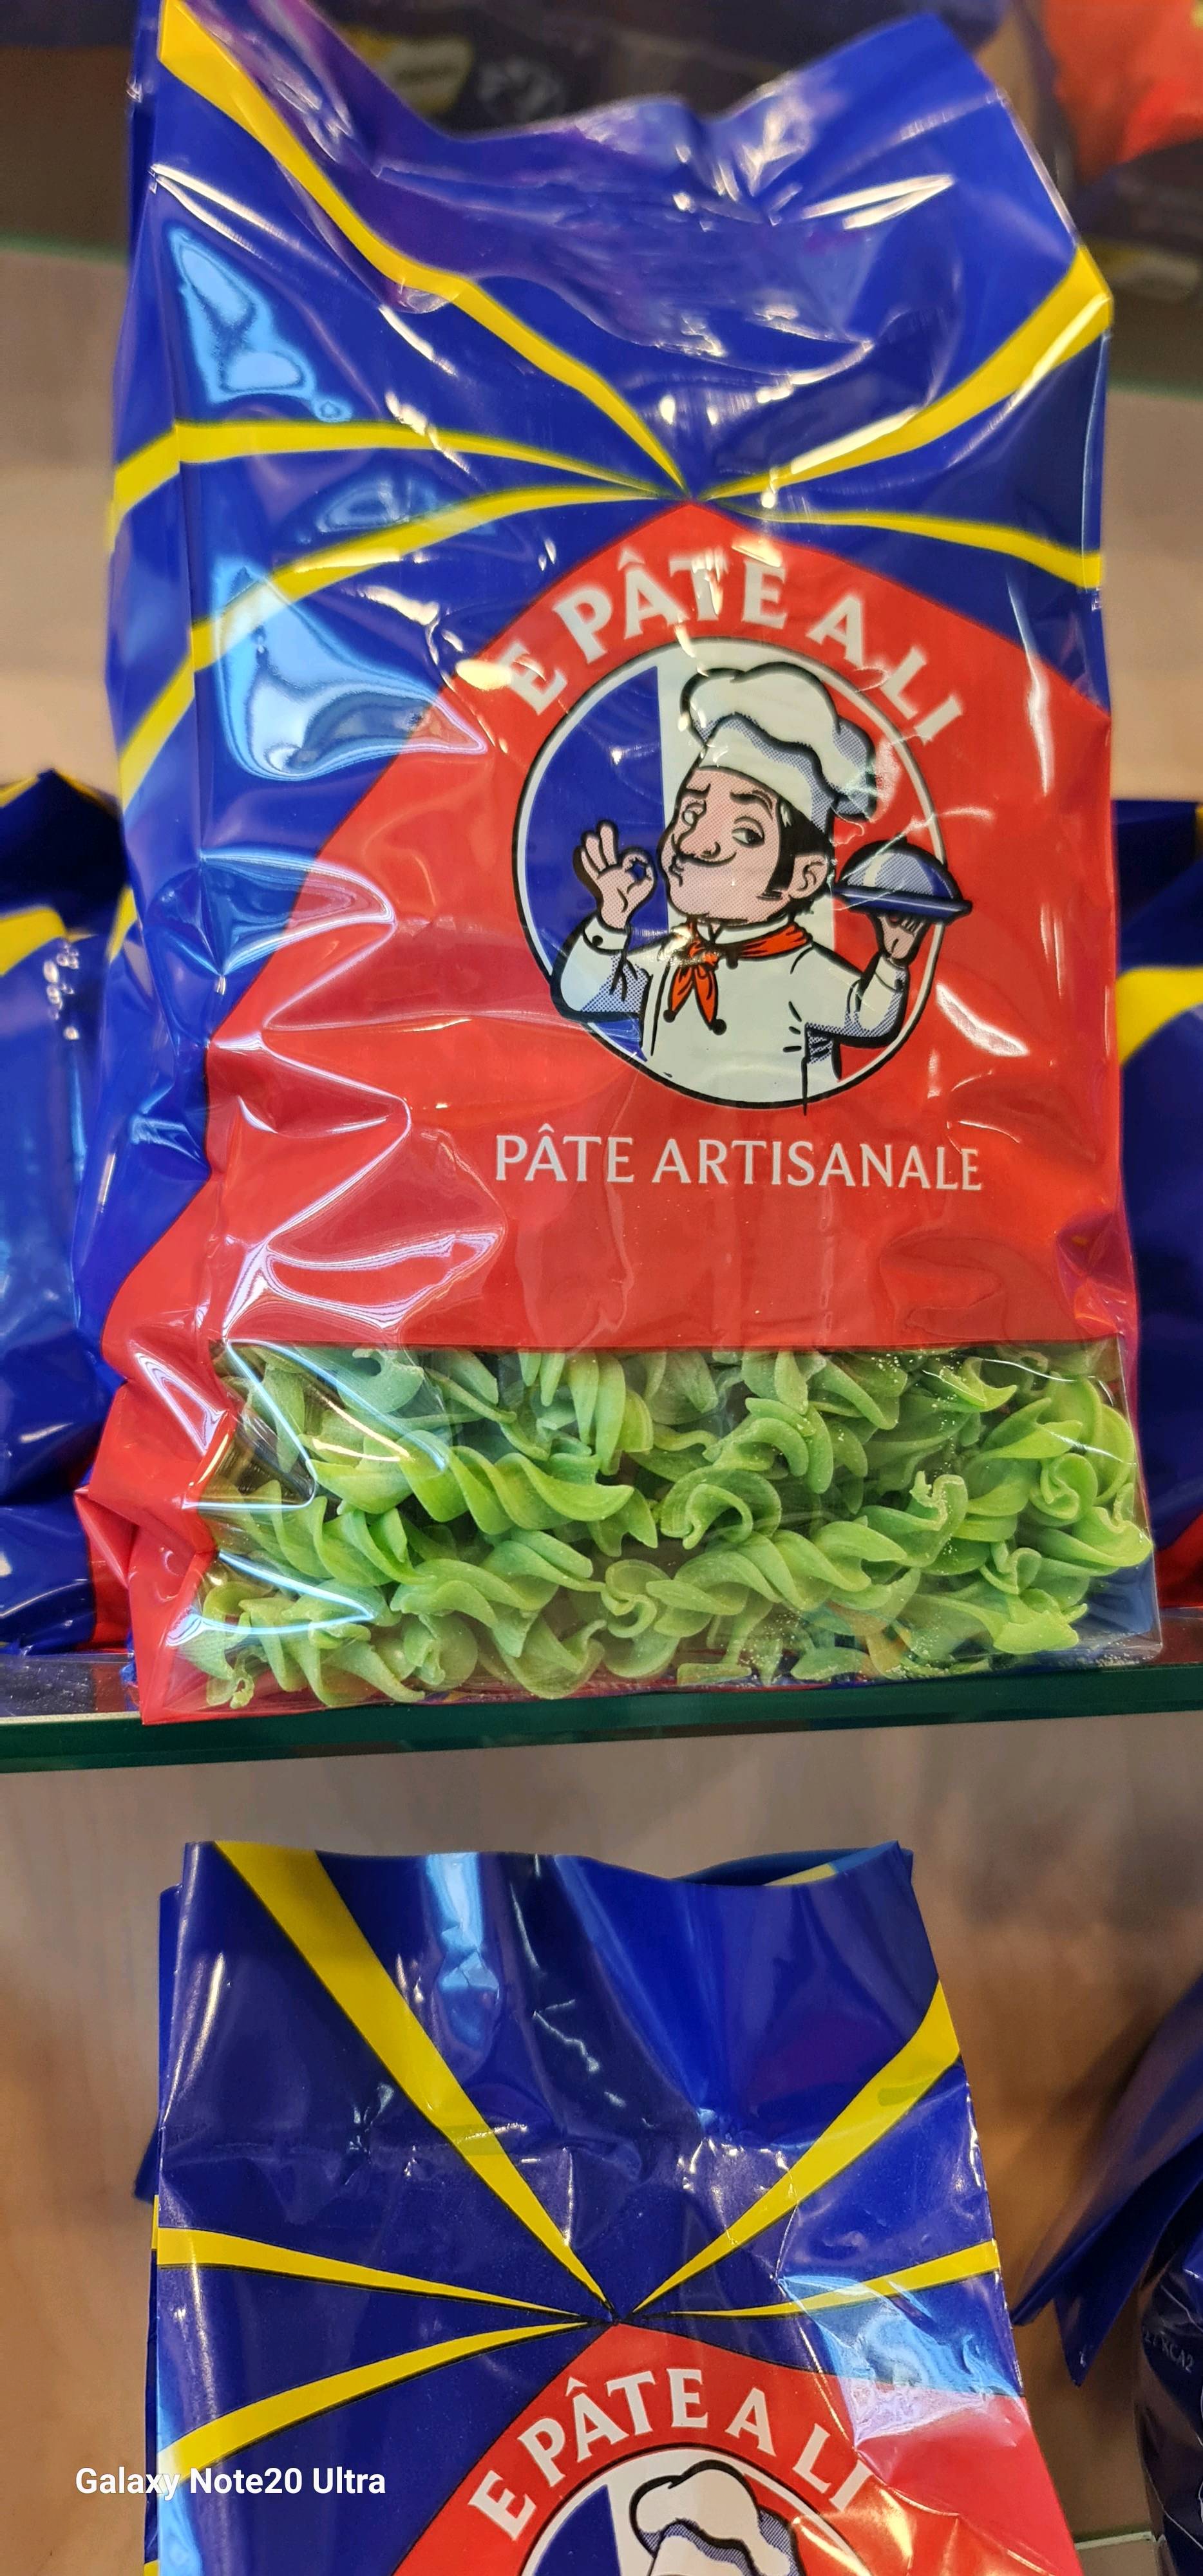 E PÂTE A LI
PÂTE ARTISANALE
E PÂTE A LI
Galaxy Note20 Ultra